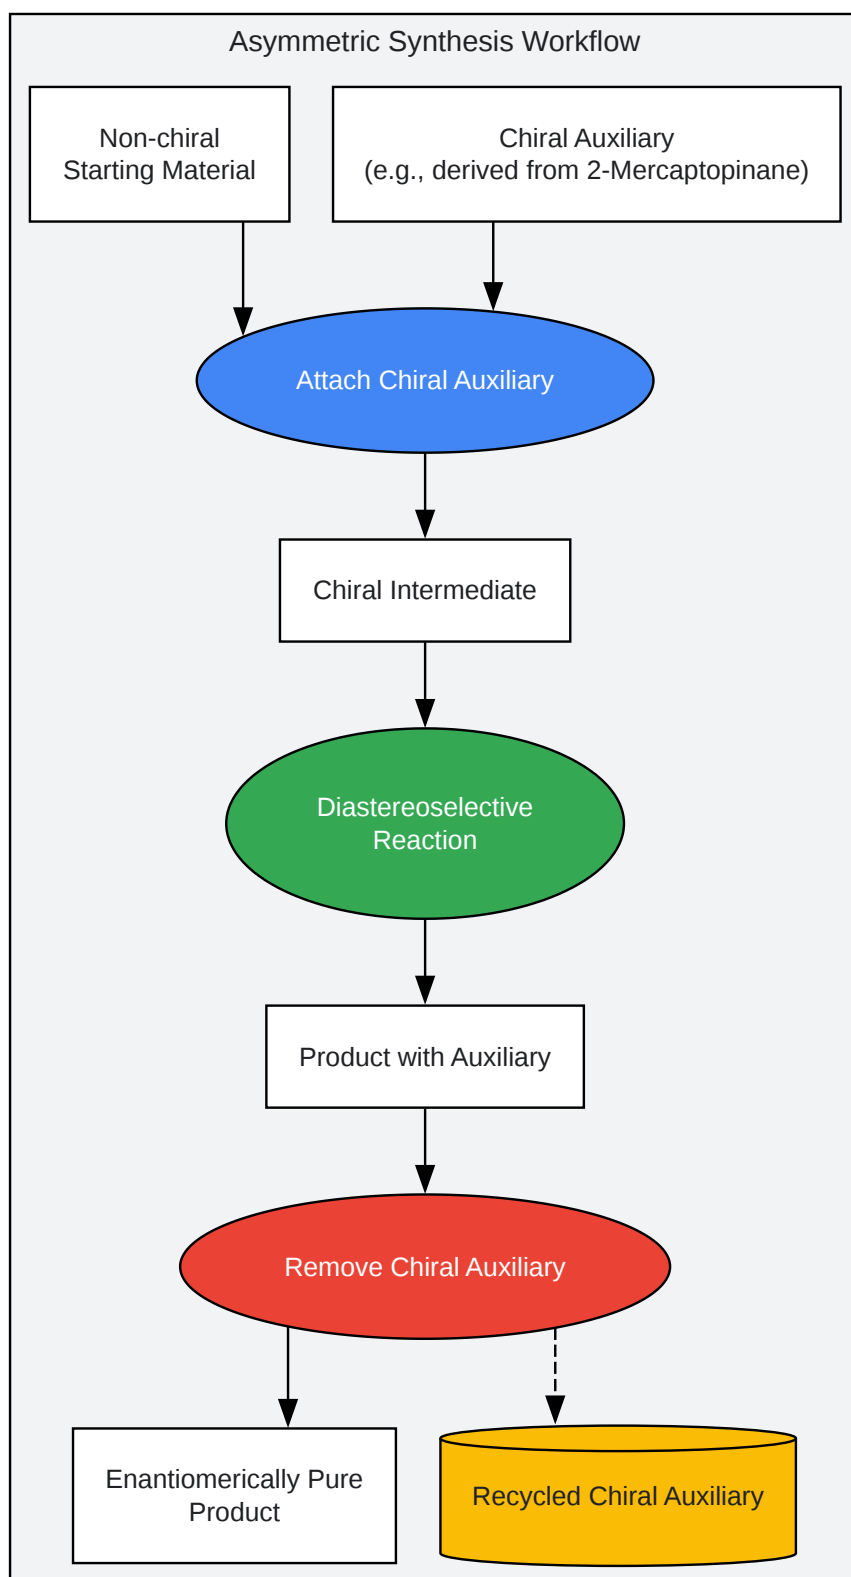 Asymmetric Synthesis Workflow
Non-chiral
Starting Material
Chiral Auxiliary
(e.g., derived from 2-Mercaptopinane)
Attach Chiral Auxiliary
Chiral Intermediate
Diastereoselective
Reaction
Product with Auxiliary
Remove Chiral Auxiliary
Enantiomerically Pure
Product
Recycled Chiral Auxiliary